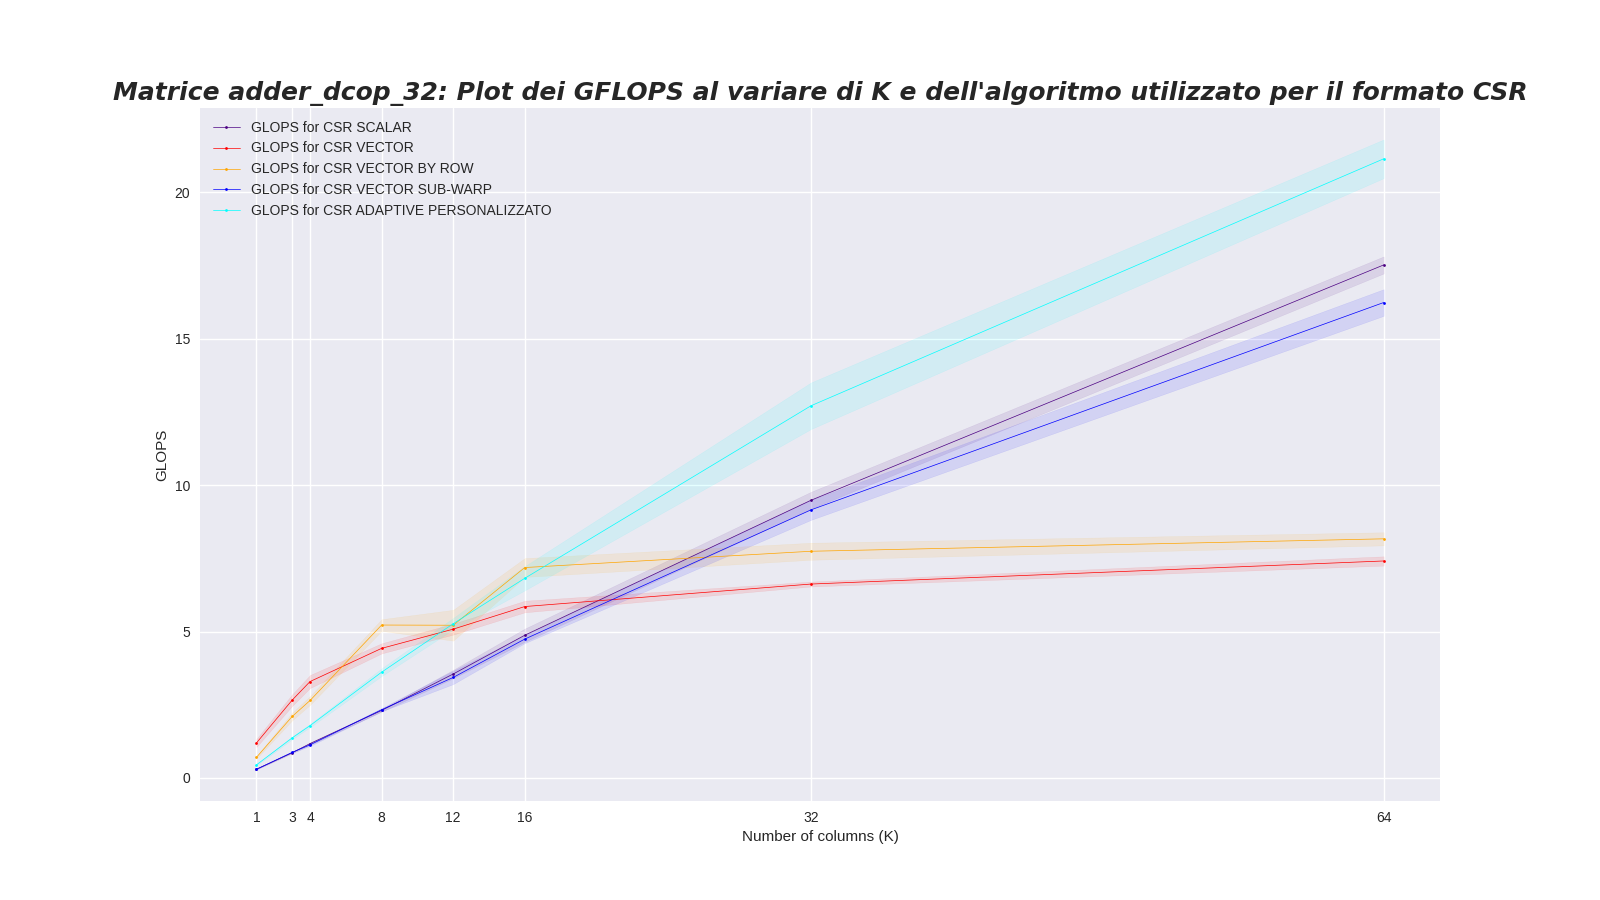 Matrice adder_dcop_32: Plot dei GFLOPS al variare di K e dell'algoritmo utilizzato per il formato CSR
GLOPS for CSR SCALAR
GLOPS for CSR VECTOR
GLOPS for CSR VECTOR BY ROW
GLOPS for CSR VECTOR SUB-WARP
GLOPS for CSR ADAPTIVE PERSONALIZZATO
20
15
10
5
0
GLOPS
1 3 4 8 12 16 32 64
Number of columns (K)